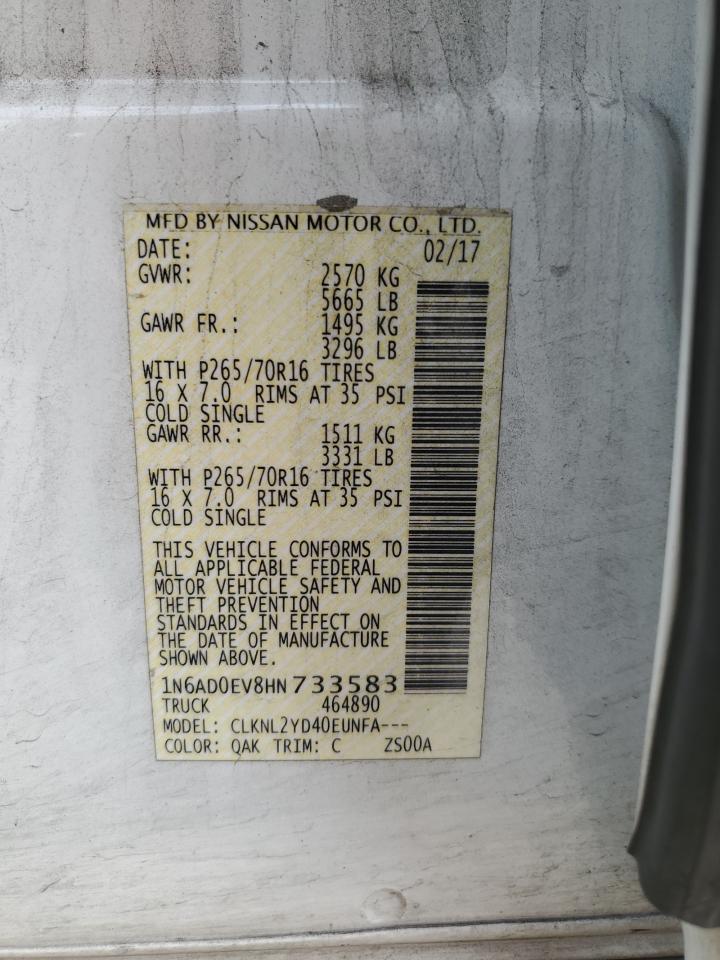 MFD BY NISSAN MOTOR CO., LTD.
DATE: 02/17
GVWR: 2570 KG
5665 LB
GAWR FR.: 1495 KG
3296 LB
WITH P265/70R16 TIRES
16 X 7.0 RIMS AT 35 PSI
COLD SINGLE
GAWR RR.: 1511 KG
3331 LB
WITH P265/70R16 TIRES
16 X 7.0 RIMS AT 35 PSI
COLD SINGLE
THIS VEHICLE CONFORMS TO
ALL APPLICABLE FEDERAL
MOTOR VEHICLE SAFETY AND
THEFT PREVENTION
STANDARDS IN EFFECT ON
THE DATE OF MANUFACTURE
SHOWN ABOVE.
1N6AD0EV8HN733583
TRUCK 464890
MODEL: CLKNL2YD40EUNFA---
COLOR: QAK TRIM: C ZS00A